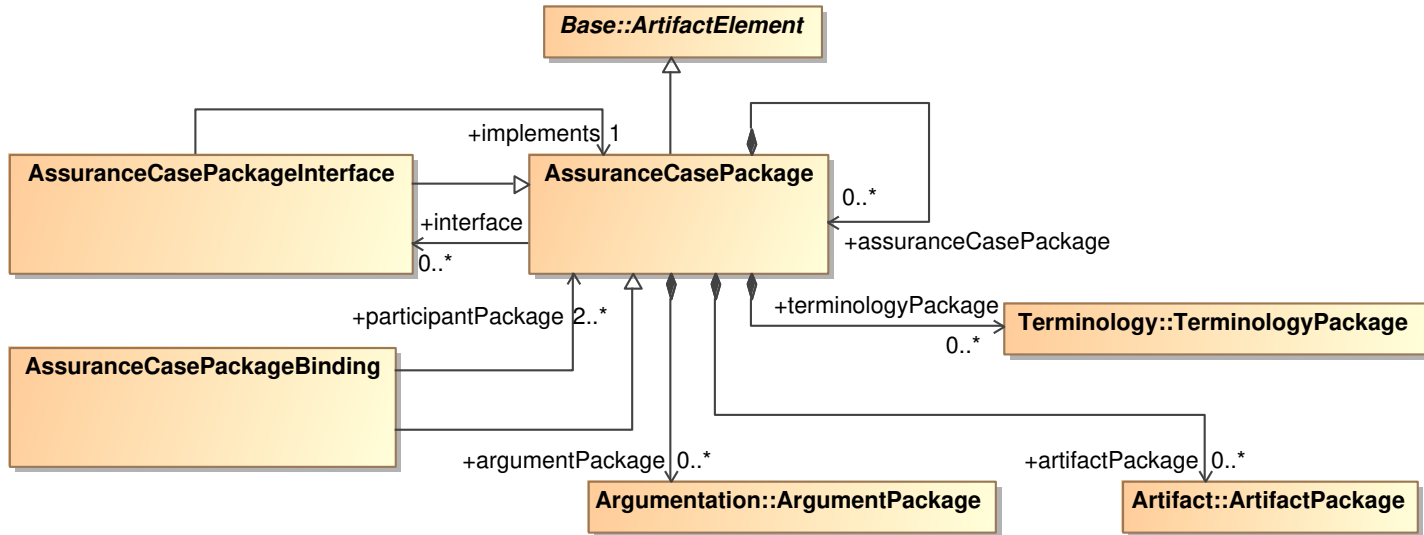 Base::ArtifactElement
+implements 1
AssuranceCasePackageInterface
AssuranceCasePackage
0..*
+interface
+assuranceCasePackage
0..*
+terminologyPackage
+participantPackage 2..*
Terminology::TerminologyPackage
0..*
AssuranceCasePackageBinding
+argumentPackage 0..*
+artifactPackage 0..*
Argumentation::ArgumentPackage
Artifact::ArtifactPackage